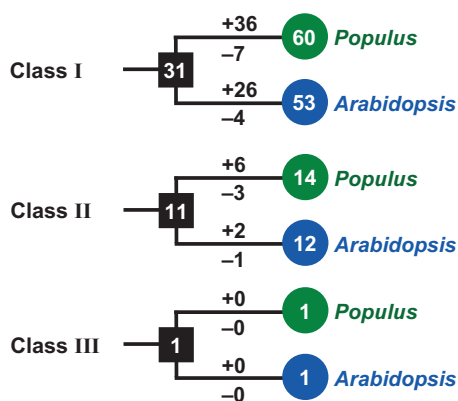 +36
60 Populus
–7
Class I 31
+26
53 Arabidopsis
–4
+6
14 Populus
–3
Class II 11
+2
12 Arabidopsis
–1
+0
1 Populus
–0
Class III 1
+0
1 Arabidopsis
–0